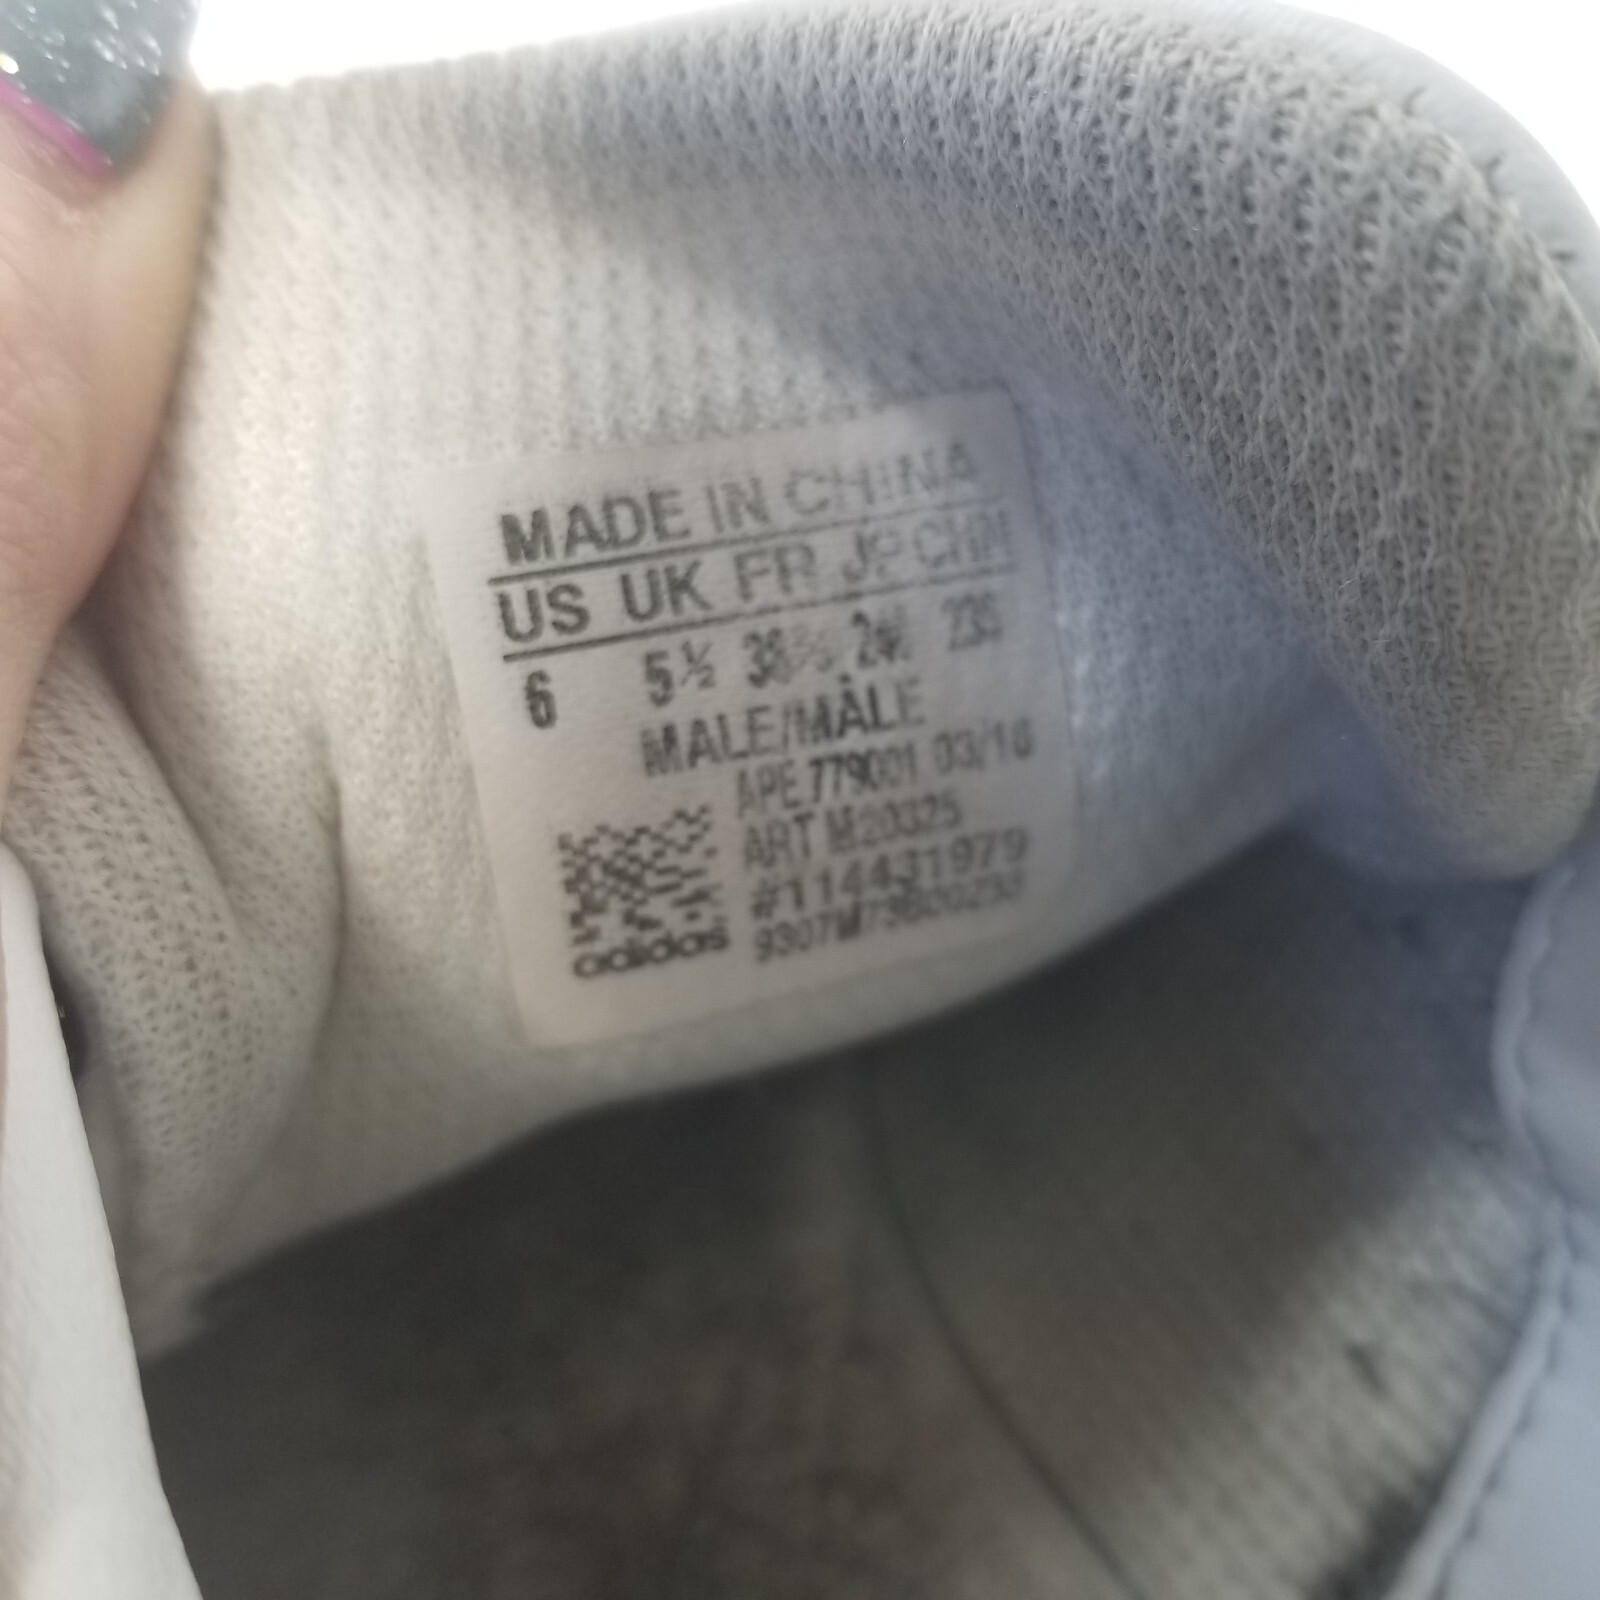 MADE IN CHINA
US UK FR JP CHN
6 5½ 38⅔ 240 235
MALE/MÂLE
APE 779001 03/16
ART M20325
#114431979
adidas